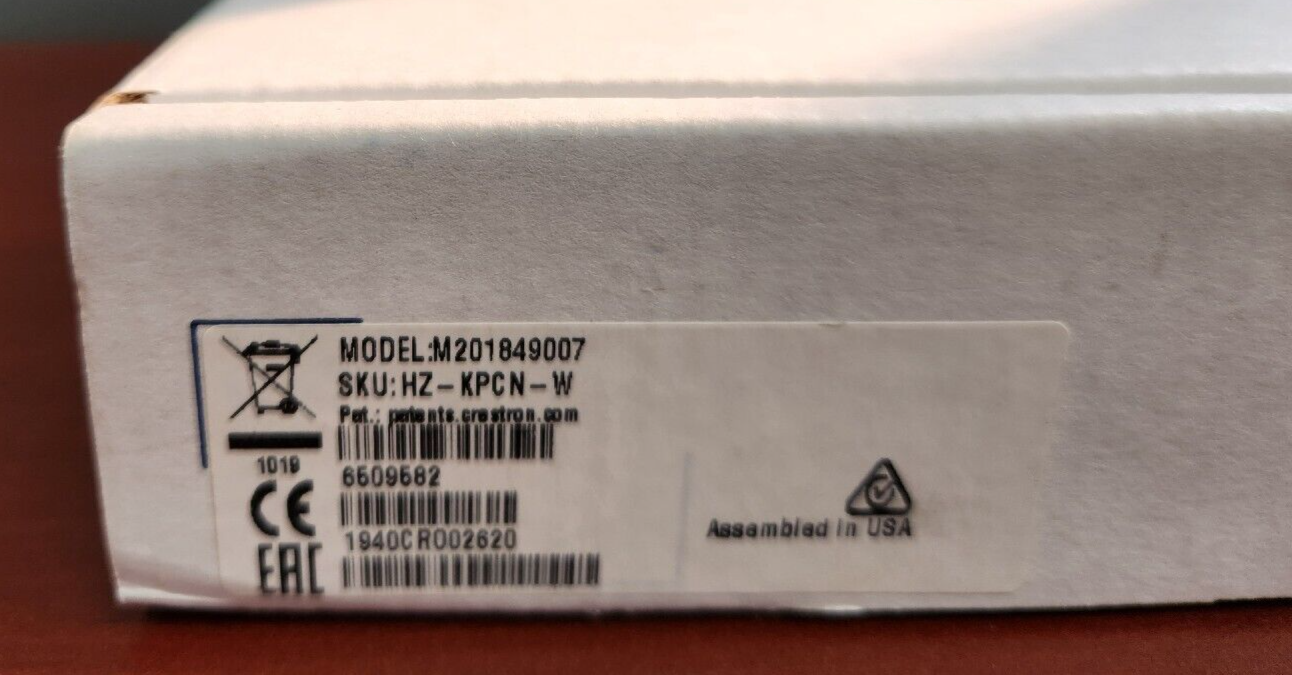 MODEL:M201849007
SKU: HZ-KPCN-W
Pat.: patents.crestron.com
1019
6509582
CE
1940CR002620
EAC
Assembled in USA